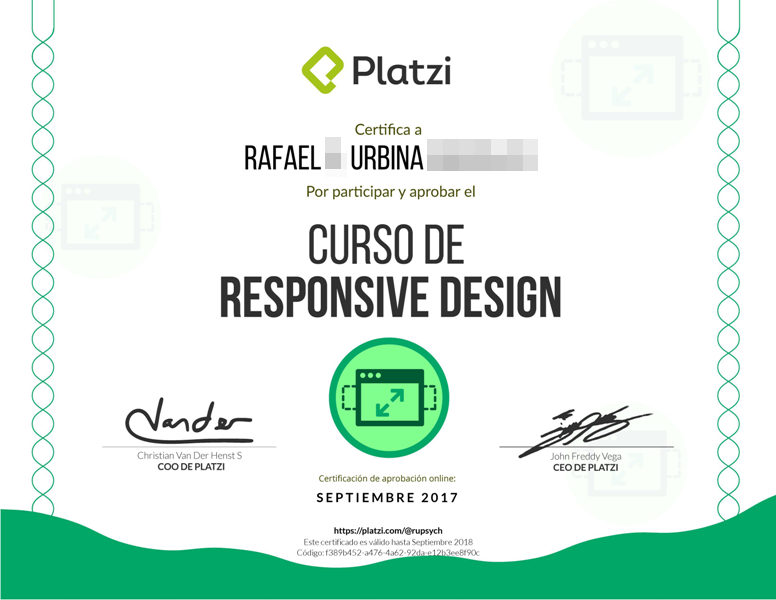 Platzi
Certifica a
RAFAEL URBINA
Por participar y aprobar el
CURSO DE
RESPONSIVE DESIGN
Vander
Christian Van Der Henst S
COO DE PLATZI
John Freddy Vega
CEO DE PLATZI
Certificación de aprobación online:
SEPTIEMBRE 2017
https://platzi.com/@rupsych
Este certificado es válido hasta Septiembre 2018
Código: f389b452-a476-4a62-92da-e12b3ee8f90c